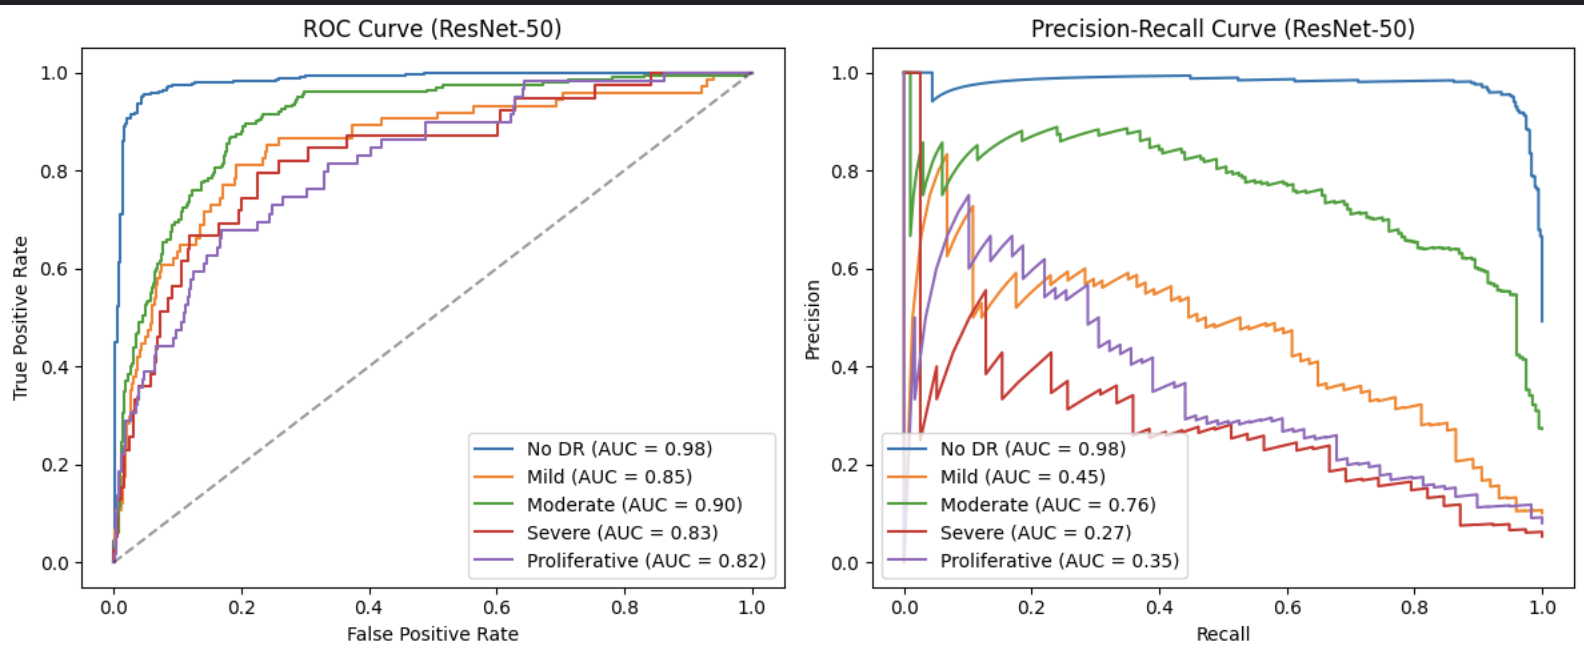 ROC Curve (ResNet-50)
True Positive Rate
1.0
0.8
0.6
0.4
0.2
0.0
No DR (AUC = 0.98)
Mild (AUC = 0.85)
Moderate (AUC = 0.90)
Severe (AUC = 0.83)
Proliferative (AUC = 0.82)
0.0 0.2 0.4 0.6 0.8 1.0
False Positive Rate
Precision-Recall Curve (ResNet-50)
Precision
1.0
0.8
0.6
0.4
0.2
0.0
No DR (AUC = 0.98)
Mild (AUC = 0.45)
Moderate (AUC = 0.76)
Severe (AUC = 0.27)
Proliferative (AUC = 0.35)
0.0 0.2 0.4 0.6 0.8 1.0
Recall